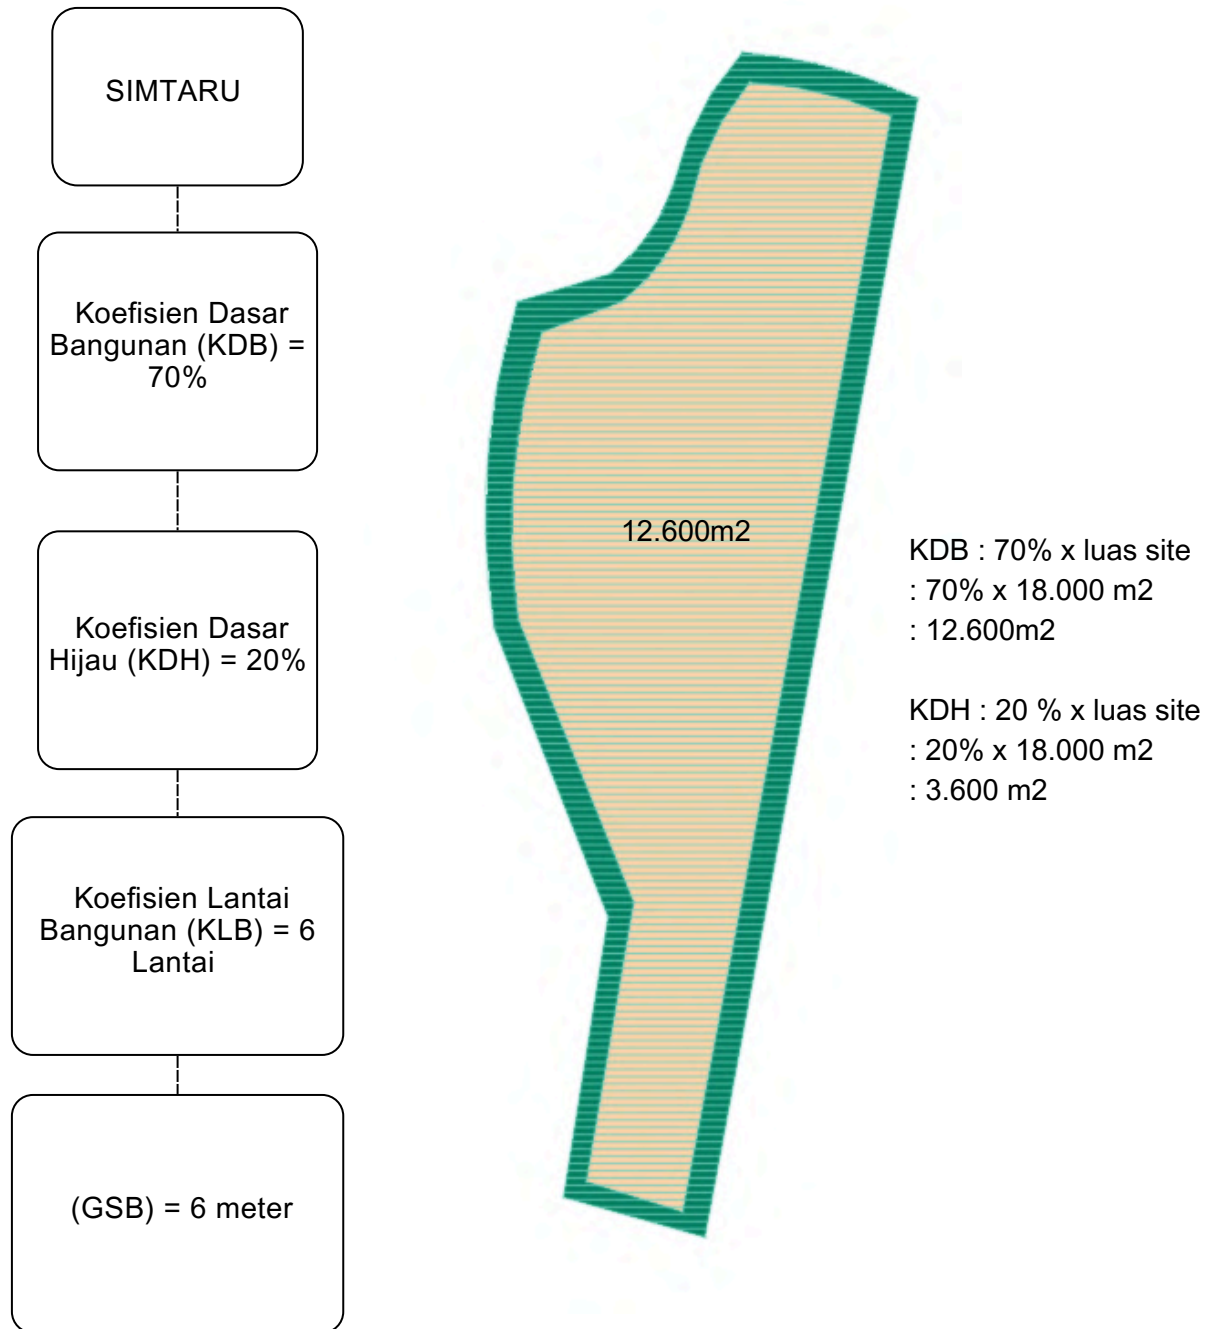 SIMTARU
Koefisien Dasar
Bangunan (KDB) =
70%
Koefisien Dasar
Hijau (KDH) = 20%
Koefisien Lantai
Bangunan (KLB) = 6
Lantai
(GSB) = 6 meter
12.600m2
KDB : 70% x luas site
: 70% x 18.000 m2
: 12.600m2
KDH : 20 % x luas site
: 20% x 18.000 m2
: 3.600 m2